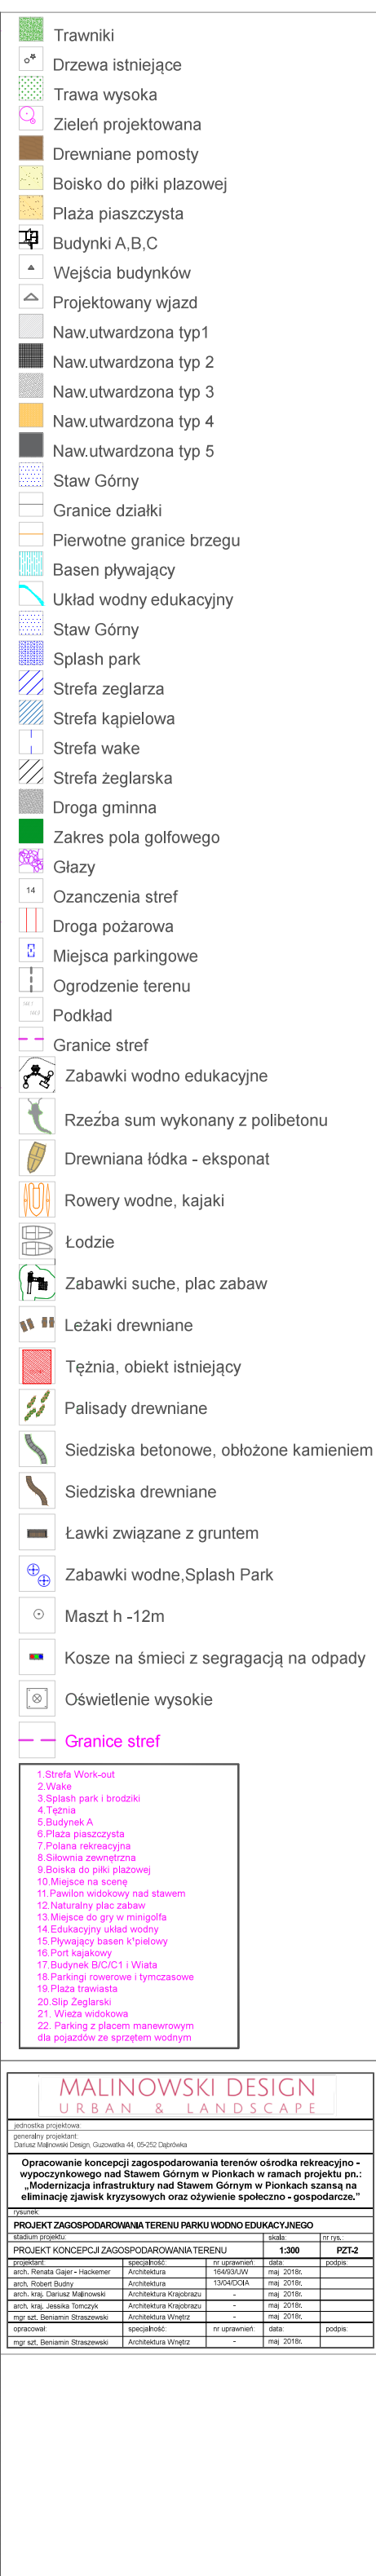 Trawniki
Drzewa istniejące
Trawa wysoka
Zieleń projektowana
Drewniane pomosty
Boisko do piłki plazowej
Plaża piaszczysta
Budynki A,B,C
Wejścia budynków
Projektowany wjazd
Naw.utwardzona typ1
Naw.utwardzona typ 2
Naw.utwardzona typ 3
Naw.utwardzona typ 4
Naw.utwardzona typ 5
Staw Górny
Granice działki
Pierwotne granice brzegu
Basen pływający
Układ wodny edukacyjny
Staw Górny
Splash park
Strefa zeglarza
Strefa kąpielowa
Strefa wake
Strefa żeglarska
Droga gminna
Zakres pola golfowego
Głazy
14 Ozanczenia stref
Droga pożarowa
Miejsca parkingowe
Ogrodzenie terenu
Podkład
Granice stref
Zabawki wodno edukacyjne
Rzeźba sum wykonany z polibetonu
Drewniana łódka - eksponat
Rowery wodne, kajaki
Łodzie
Zabawki suche, plac zabaw
Leżaki drewniane
Tężnia, obiekt istniejący
Palisady drewniane
Siedziska betonowe, obłożone kamieniem
Siedziska drewniane
Ławki związane z gruntem
Zabawki wodne,Splash Park
Maszt h -12m
Kosze na śmieci z segragacją na odpady
Oświetlenie wysokie
Granice stref
1.Strefa Work-out
2.Wake
3.Splash park i brodziki
4.Tężnia
5.Budynek A
6.Plaża piaszczysta
7.Polana rekreacyjna
8.Siłownia zewnętrzna
9.Boiska do piłki plażowej
10.Miejsce na scenę
11.Pawilon widokowy nad stawem
12.Naturalny plac zabaw
13.Miejsce do gry w minigolfa
14.Edukacyjny układ wodny
15.Pływający basen k¹pielowy
16.Port kajakowy
17.Budynek B/C/C1 i Wiata
18.Parkingi rowerowe i tymczasowe
19.Plaża trawiasta
20.Slip Żeglarski
21. Wieża widokowa
22. Parking z placem manewrowym
dla pojazdów ze sprzętem wodnym
MALINOWSKI DESIGN
URBAN & LANDSCAPE
jednostka projektowa:
generalny projektant:
Dariusz Malinowski Design, Guzowatka 44, 05-252 Dąbrówka
Opracowanie koncepcji zagospodarowania terenów ośrodka rekreacyjno -
wypoczynkowego nad Stawem Górnym w Pionkach w ramach projektu pn.:
„Modernizacja infrastruktury nad Stawem Górnym w Pionkach szansą na
eliminację zjawisk kryzysowych oraz ożywienie społeczno - gospodarcze.”
rysunek:
PROJEKT ZAGOSPODAROWANIA TERENU PARKU WODNO EDUKACYJNEGO
stadium projektu: skala: nr rys.:
PROJEKT KONCEPCJI ZAGOSPODAROWANIA TERENU 1:300 PZT-2
projektant: specjalność: nr uprawnień: data: podpis:
arch. Renata Gajer - Hackemer Architektura 164/93/UW maj 2018r.
arch. Robert Budny Architektura 13/04/DOIA maj 2018r.
arch. kraj. Dariusz Malinowski Architektura Krajobrazu - maj 2018r.
arch. kraj. Jessika Tomczyk Architektura Krajobrazu - maj 2018r.
mgr szt. Beniamin Straszewski Architektura Wnętrz - maj 2018r.
opracował: specjalność: nr uprawnień: data: podpis:
mgr szt. Beniamin Straszewski Architektura Wnętrz - maj 2018r.